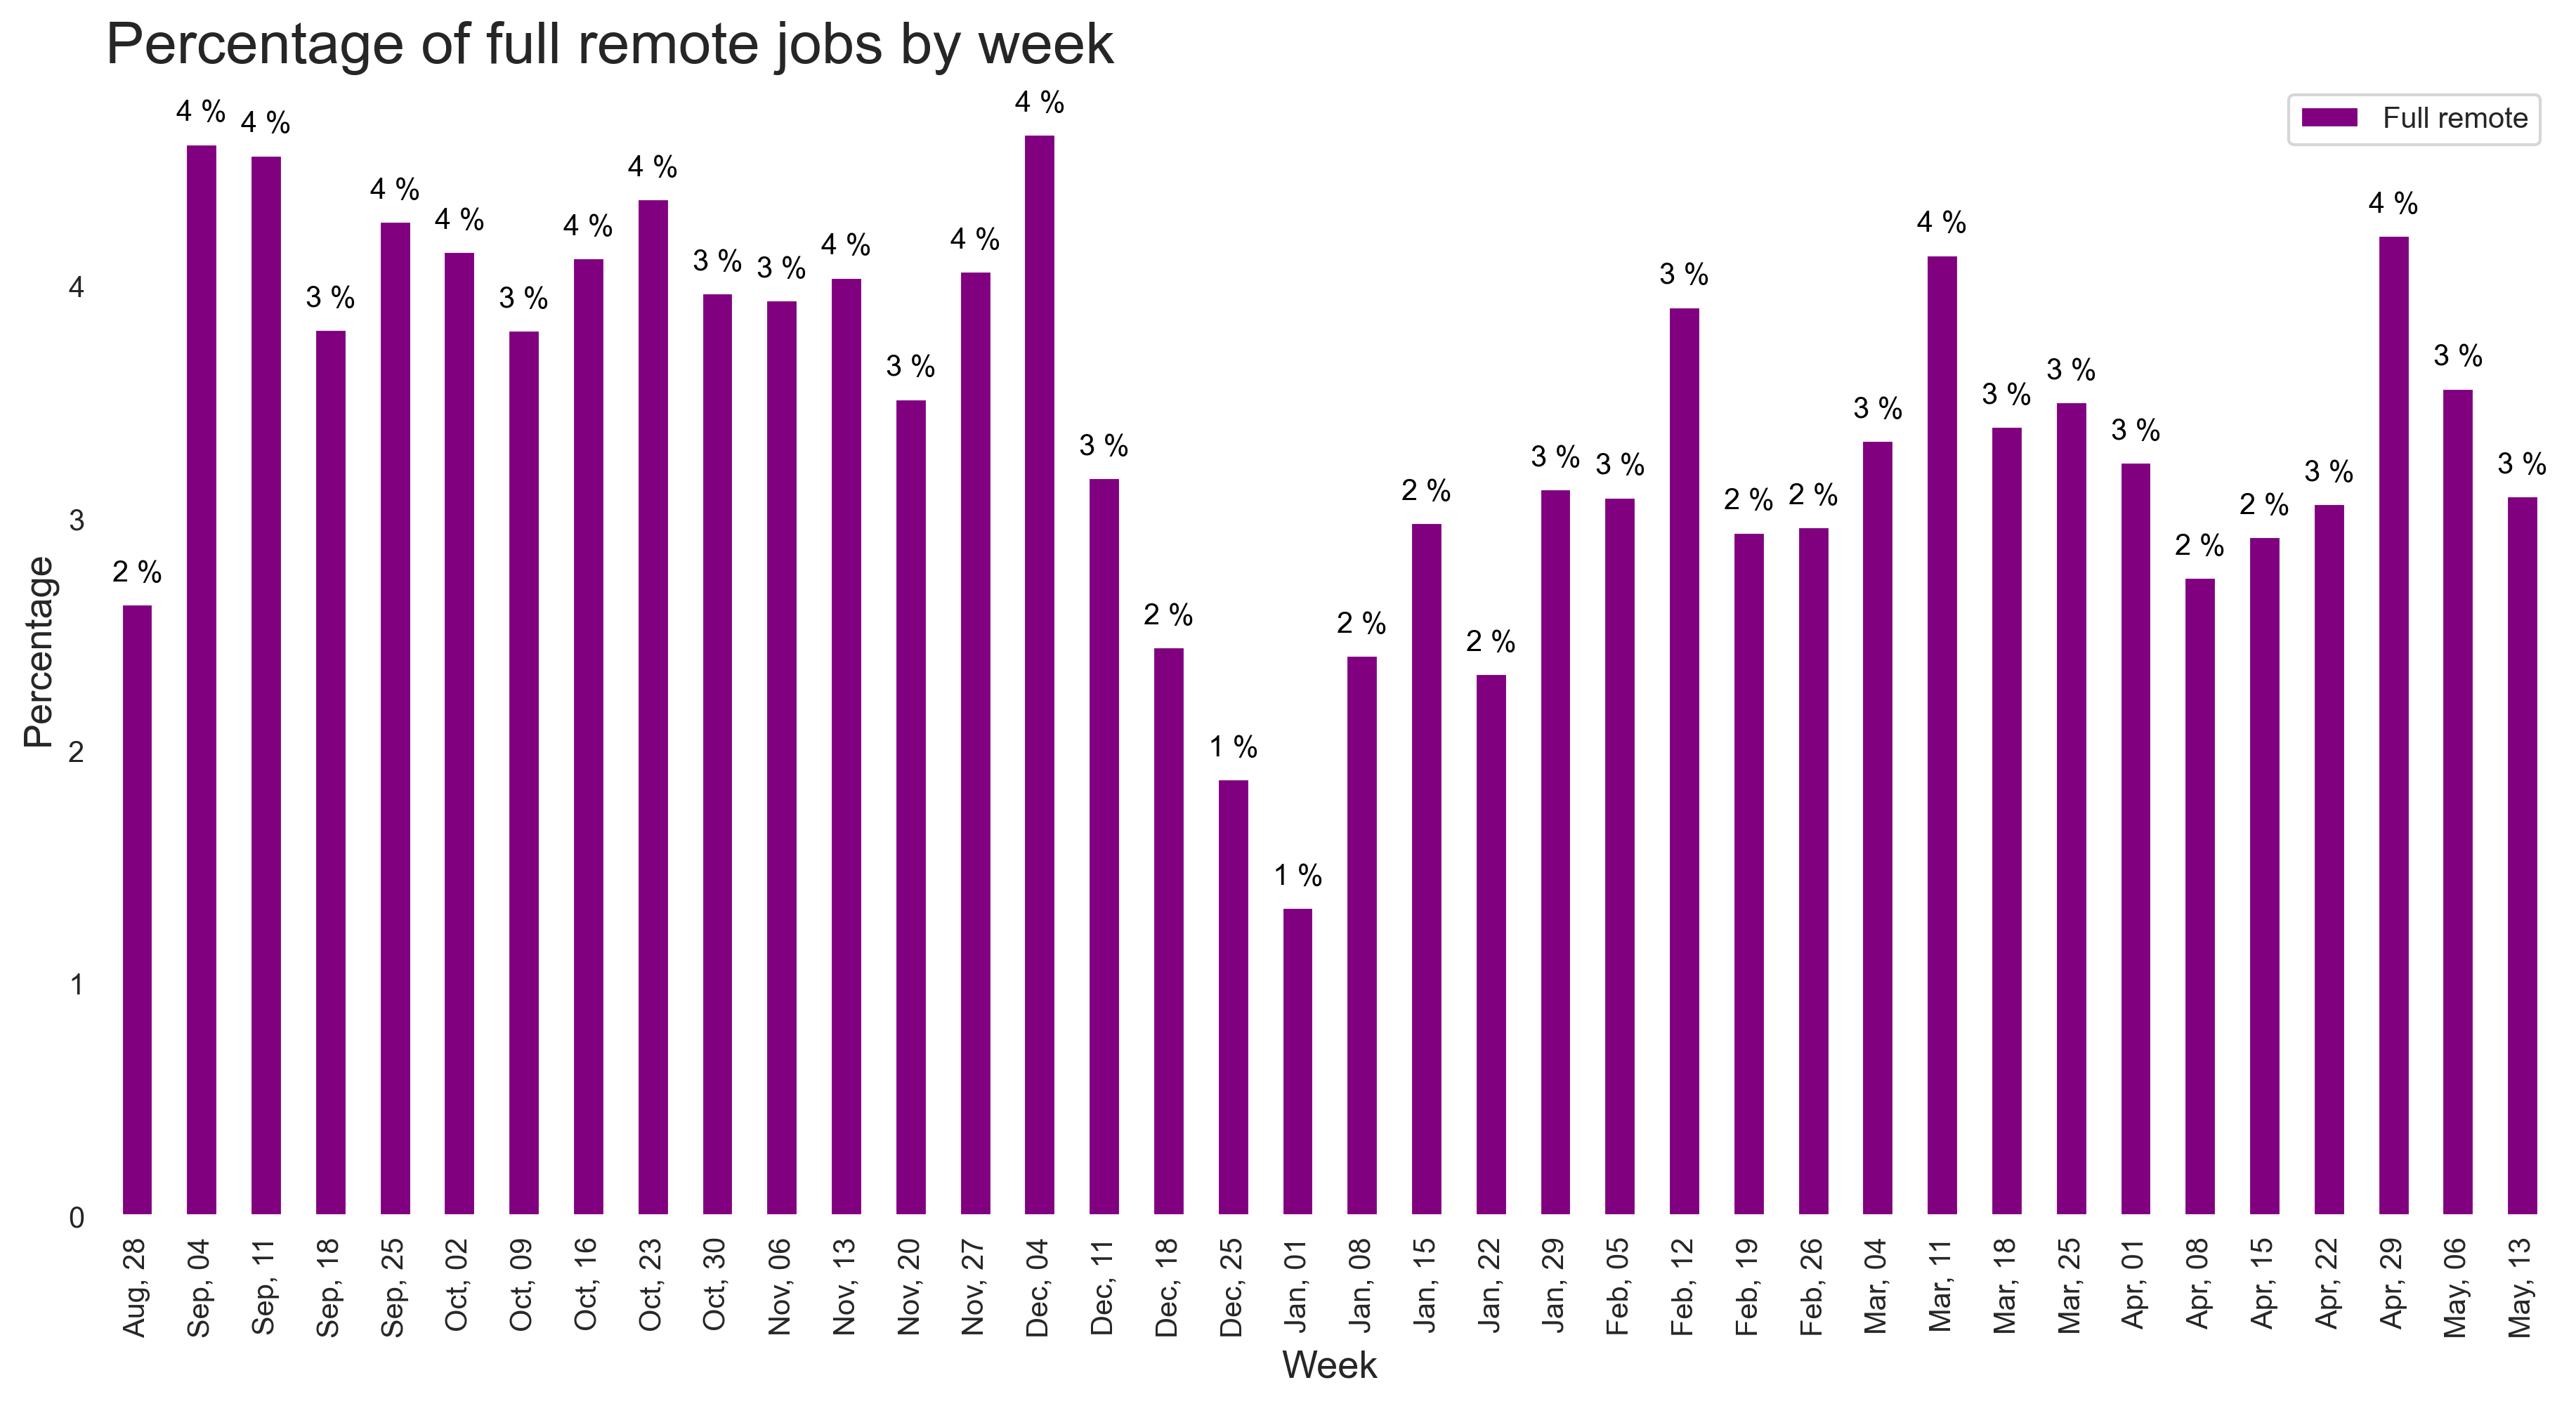 Percentage of full remote jobs by week
Full remote
Percentage
4
3
2
1
0
2 %
4 %
4 %
3 %
4 %
4 %
3 %
4 %
4 %
3 %
3 %
4 %
3 %
4 %
4 %
3 %
2 %
1 %
1 %
2 %
2 %
2 %
3 %
3 %
3 %
2 %
2 %
3 %
4 %
3 %
3 %
3 %
2 %
2 %
3 %
4 %
3 %
3 %
Aug, 28
Sep, 04
Sep, 11
Sep, 18
Sep, 25
Oct, 02
Oct, 09
Oct, 16
Oct, 23
Oct, 30
Nov, 06
Nov, 13
Nov, 20
Nov, 27
Dec, 04
Dec, 11
Dec, 18
Dec, 25
Jan, 01
Jan, 08
Jan, 15
Jan, 22
Jan, 29
Feb, 05
Feb, 12
Feb, 19
Feb, 26
Mar, 04
Mar, 11
Mar, 18
Mar, 25
Apr, 01
Apr, 08
Apr, 15
Apr, 22
Apr, 29
May, 06
May, 13
Week